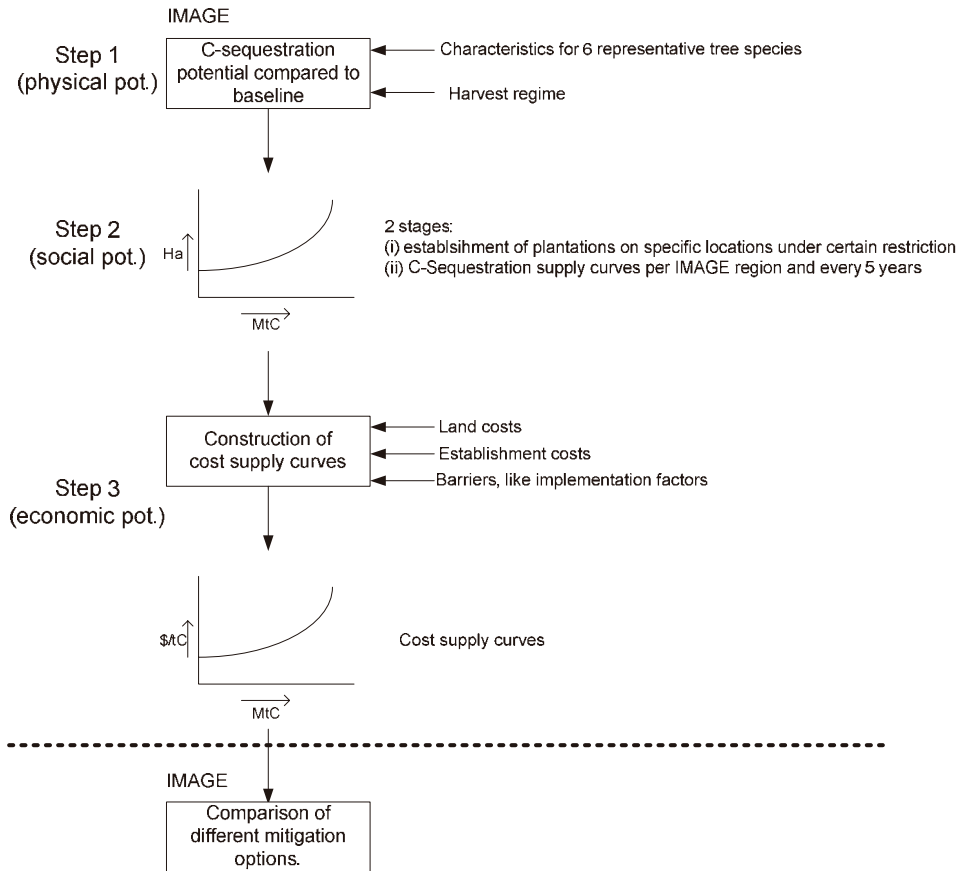 IMAGE
Step 1
(physical pot.)
C-sequestration
potential compared to
baseline
Characteristics for 6 representative tree species
Harvest regime
Step 2
(social pot.)
Ha
MtC
2 stages:
(i) establsihment of plantations on specific locations under certain restriction
(ii) C-Sequestration supply curves per IMAGE region and every 5 years
Step 3
(economic pot.)
Construction of
cost supply curves
Land costs
Establishment costs
Barriers, like implementation factors
$/tC
MtC
Cost supply curves
IMAGE
Comparison of
different mitigation
options.